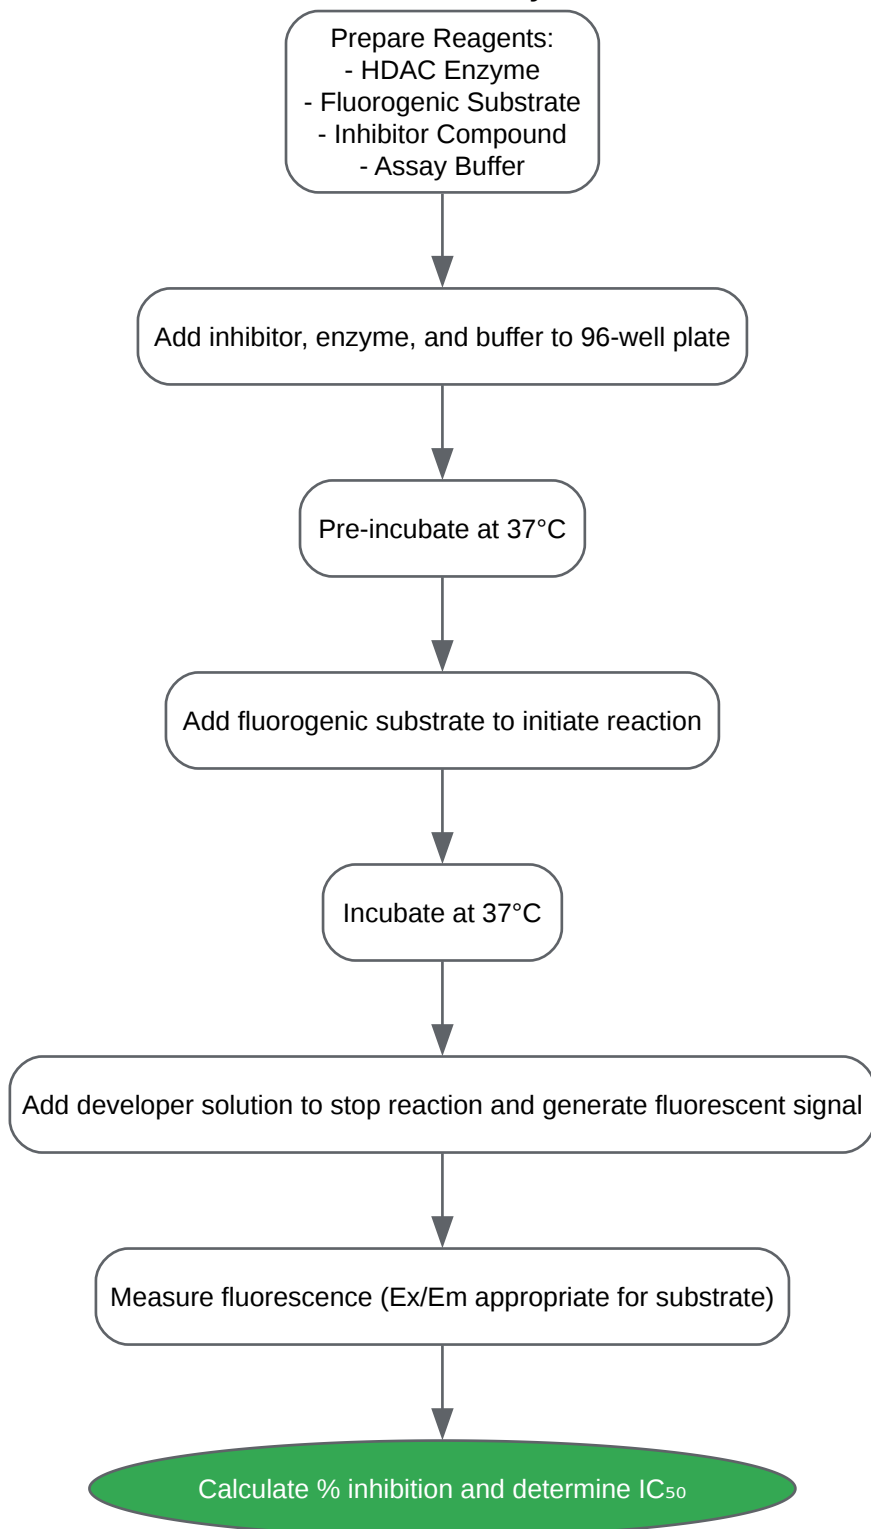 Prepare Reagents:
- HDAC Enzyme
- Fluorogenic Substrate
- Inhibitor Compound
- Assay Buffer
Add inhibitor, enzyme, and buffer to 96-well plate
Pre-incubate at 37°C
Add fluorogenic substrate to initiate reaction
Incubate at 37°C
Add developer solution to stop reaction and generate fluorescent signal
Measure fluorescence (Ex/Em appropriate for substrate)
Calculate % inhibition and determine IC₅₀